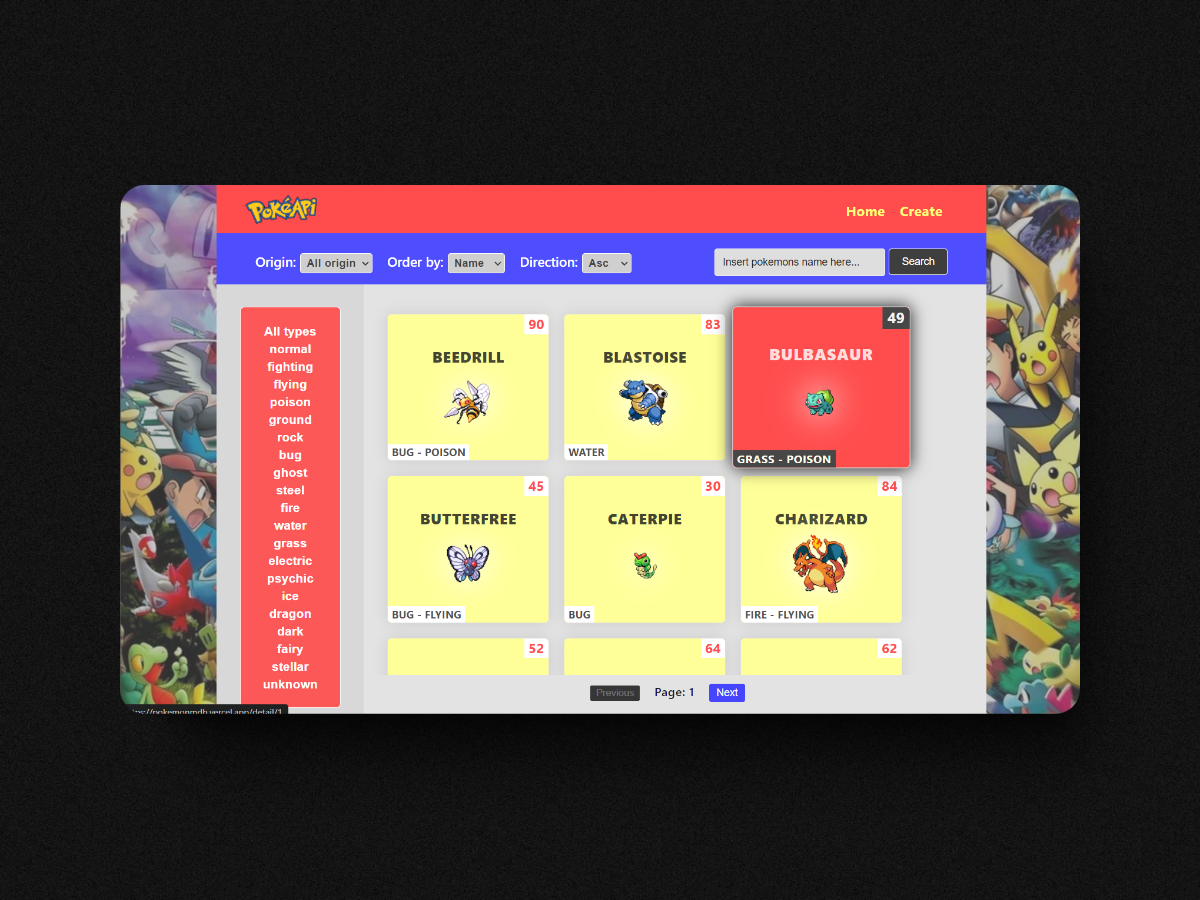 PokéApi
Home Create
Origin: All origin Order by: Name Direction: Asc Insert pokemons name here... Search
All types
normal
fighting
flying
poison
ground
rock
bug
ghost
steel
fire
water
grass
electric
psychic
ice
dragon
dark
fairy
stellar
unknown
90
BEEDRILL
BUG - POISON
83
BLASTOISE
WATER
49
BULBASAUR
GRASS - POISON
45
BUTTERFREE
BUG - FLYING
30
CATERPIE
BUG
84
CHARIZARD
FIRE - FLYING
52
64
62
Previous Page: 1 Next
pokemonmdb.vercel.app/detail/1